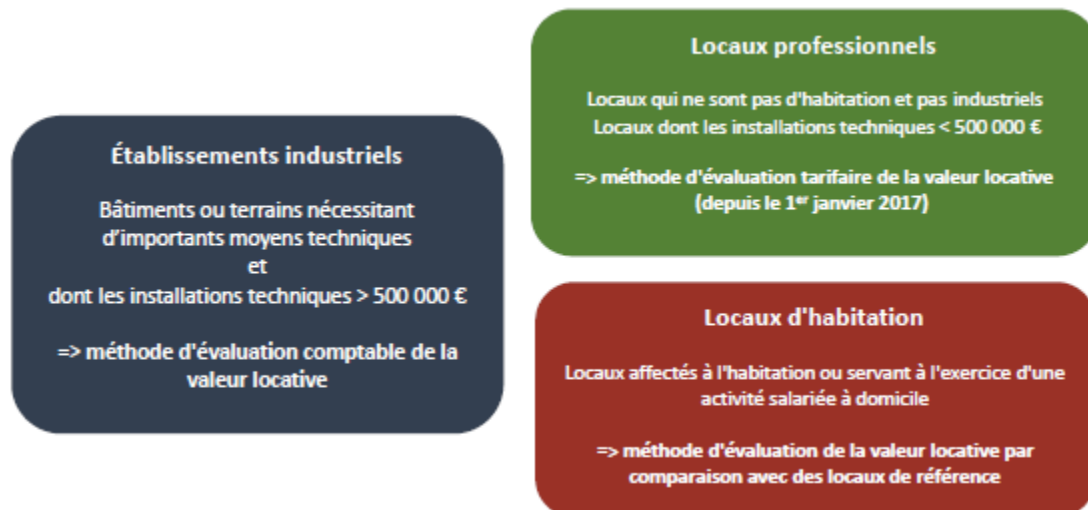 Établissements industriels
Bâtiments ou terrains nécessitant
d'importants moyens techniques
et
dont les installations techniques > 500 000 €
=> méthode d'évaluation comptable de la
valeur locative
Locaux professionnels
Locaux qui ne sont pas d'habitation et pas industriels
Locaux dont les installations techniques < 500 000 €
=> méthode d'évaluation tarifaire de la valeur locative
(depuis le 1er janvier 2017)
Locaux d'habitation
Locaux affectés à l'habitation ou servant à l'exercice d'une
activité salariée à domicile
=> méthode d'évaluation de la valeur locative par
comparaison avec des locaux de référence